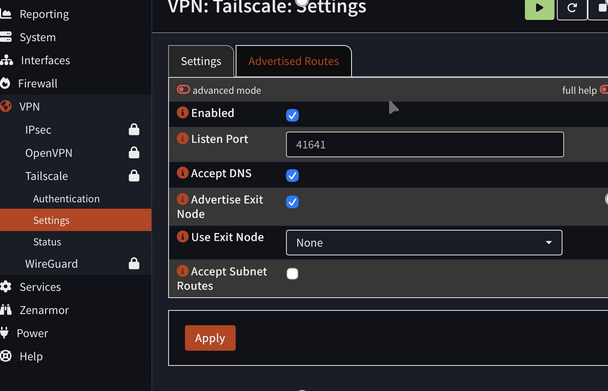 Reporting
VPN: Tailscale: Settings
System
Interfaces
Firewall
VPN
IPsec
OpenVPN
Tailscale
Authentication
Settings
Status
WireGuard
Services
Zenarmor
Power
Help
Settings
Advertised Routes
advanced mode
full help
Enabled
Listen Port
41641
Accept DNS
Advertise Exit
Node
Use Exit Node
None
Accept Subnet
Routes
Apply